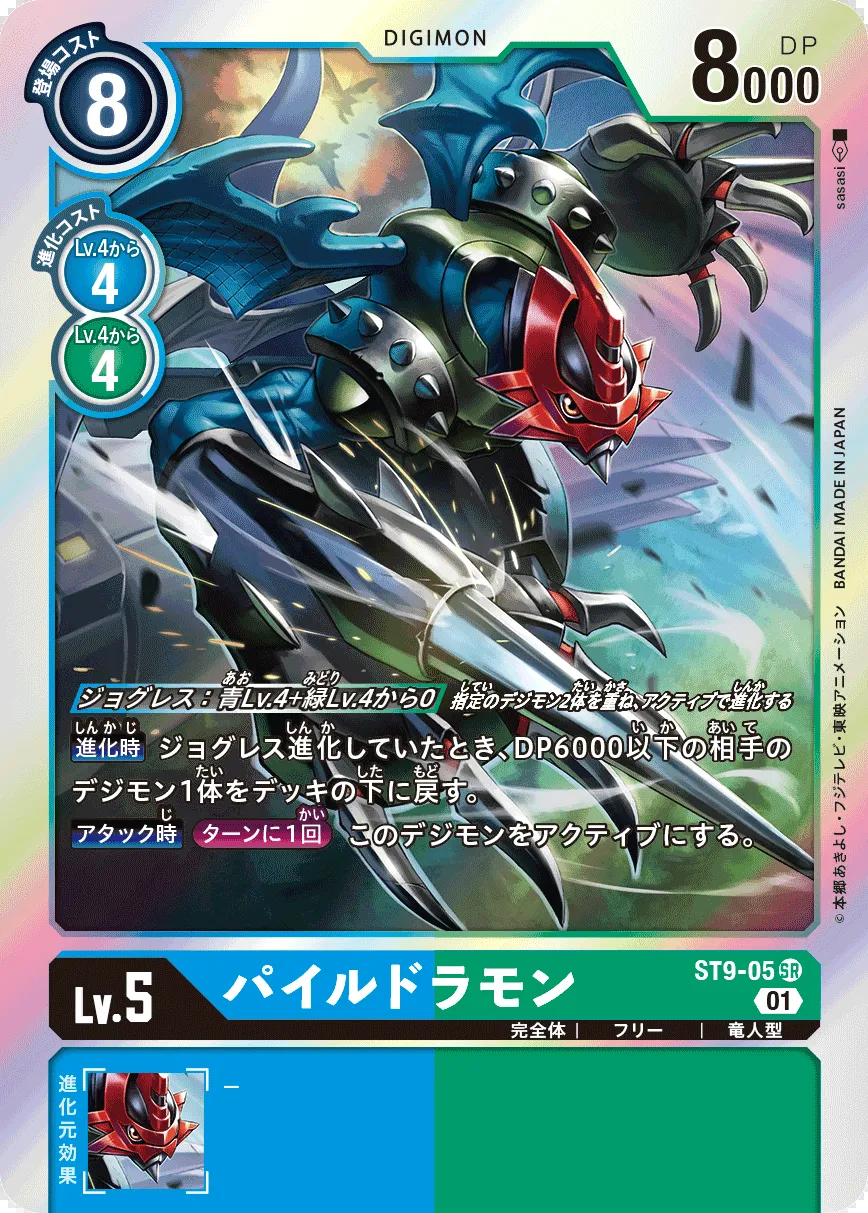 DIGIMON
登場コスト
8
DP
8000
進化コスト
Lv.4から
4
Lv.4から
4
sasasi
ジョグレス：青Lv.4+緑Lv.4から0 指定のデジモン2体を重ね、アクティブで進化する
進化時 ジョグレス進化していたとき、DP6000以下の相手の
デジモン1体をデッキの下に戻す。
アタック時 ターンに1回 このデジモンをアクティブにする。
©本郷あきよし・フジテレビ・東映アニメーション BANDAI MADE IN JAPAN
Lv.5
パイルドラモン
ST9-05 SR
01
完全体 | フリー | 竜人型
進化元効果
—